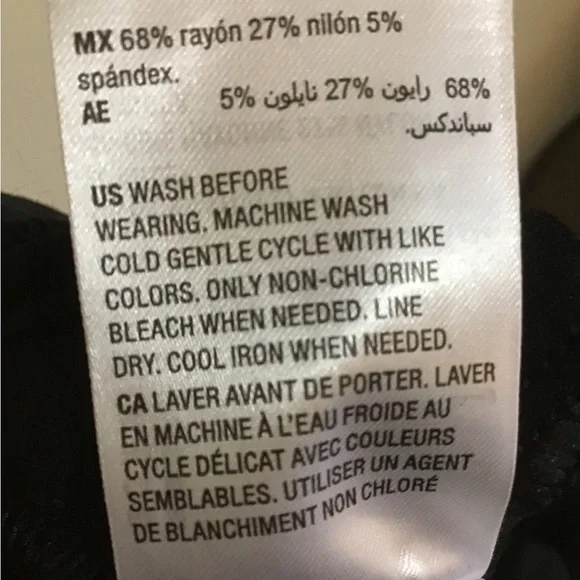 MX 68% rayón 27% nilón 5%
spándex.
AE 68% رايون 27% نايلون 5%
سباندكس.
US WASH BEFORE
WEARING. MACHINE WASH
COLD GENTLE CYCLE WITH LIKE
COLORS. ONLY NON-CHLORINE
BLEACH WHEN NEEDED. LINE
DRY. COOL IRON WHEN NEEDED.
CA LAVER AVANT DE PORTER. LAVER
EN MACHINE À L'EAU FROIDE AU
CYCLE DÉLICAT AVEC COULEURS
SEMBLABLES. UTILISER UN AGENT
DE BLANCHIMENT NON CHLORÉ